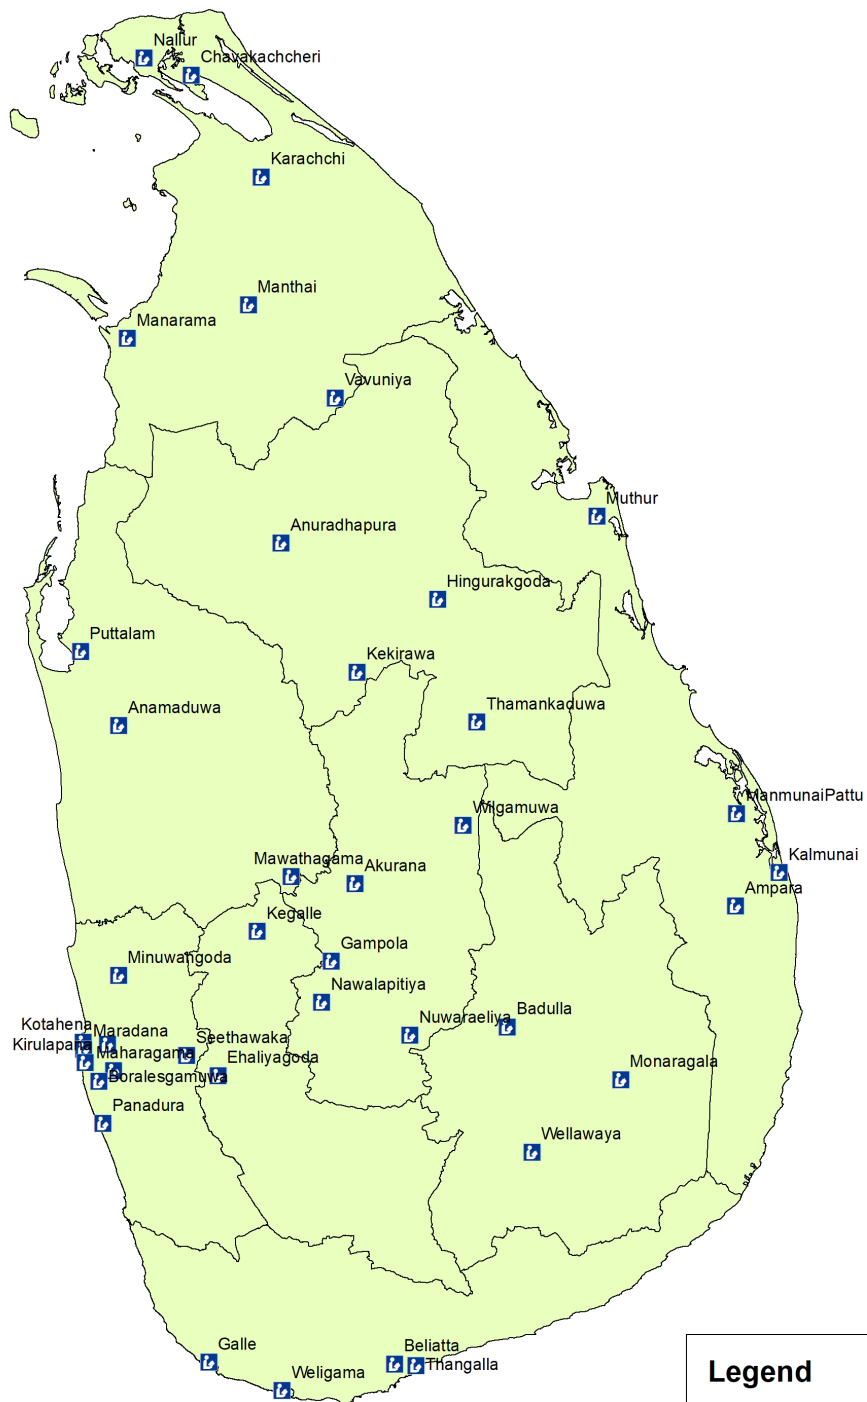 Nallur
Chavakachcheri
Karachchi
Manthai
Manarama
Vavuniya
Muthur
Anuradhapura
Hingurakgoda
Puttalam
Kekirawa
Thamankaduwa
Anamaduwa
ManmunaiPattu
Wilgamuwa
Mawathagama
Akurana
Kalmunai
Ampara
Kegalle
Gampola
Minuwangoda
Nawalapitiya
Badulla
Nuwaraeliya
Kotahena
Maradana
Seethawaka
Kirulapana
Maharagama
Ehaliyagoda
Monaragala
Boralesgamuwa
Panadura
Wellawaya
Galle
Beliatta
Thangalla
Weligama
Legend